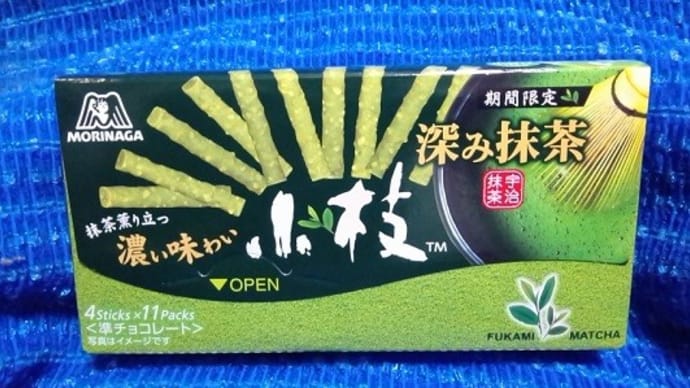 MORINAGA
期間限定
深み抹茶
宇治
抹茶
抹茶薫り立つ
濃い味わい
小枝™
▼OPEN
4Sticks×11Packs
<準チョコレート>
写真はイメージです
FUKAMI MATCHA